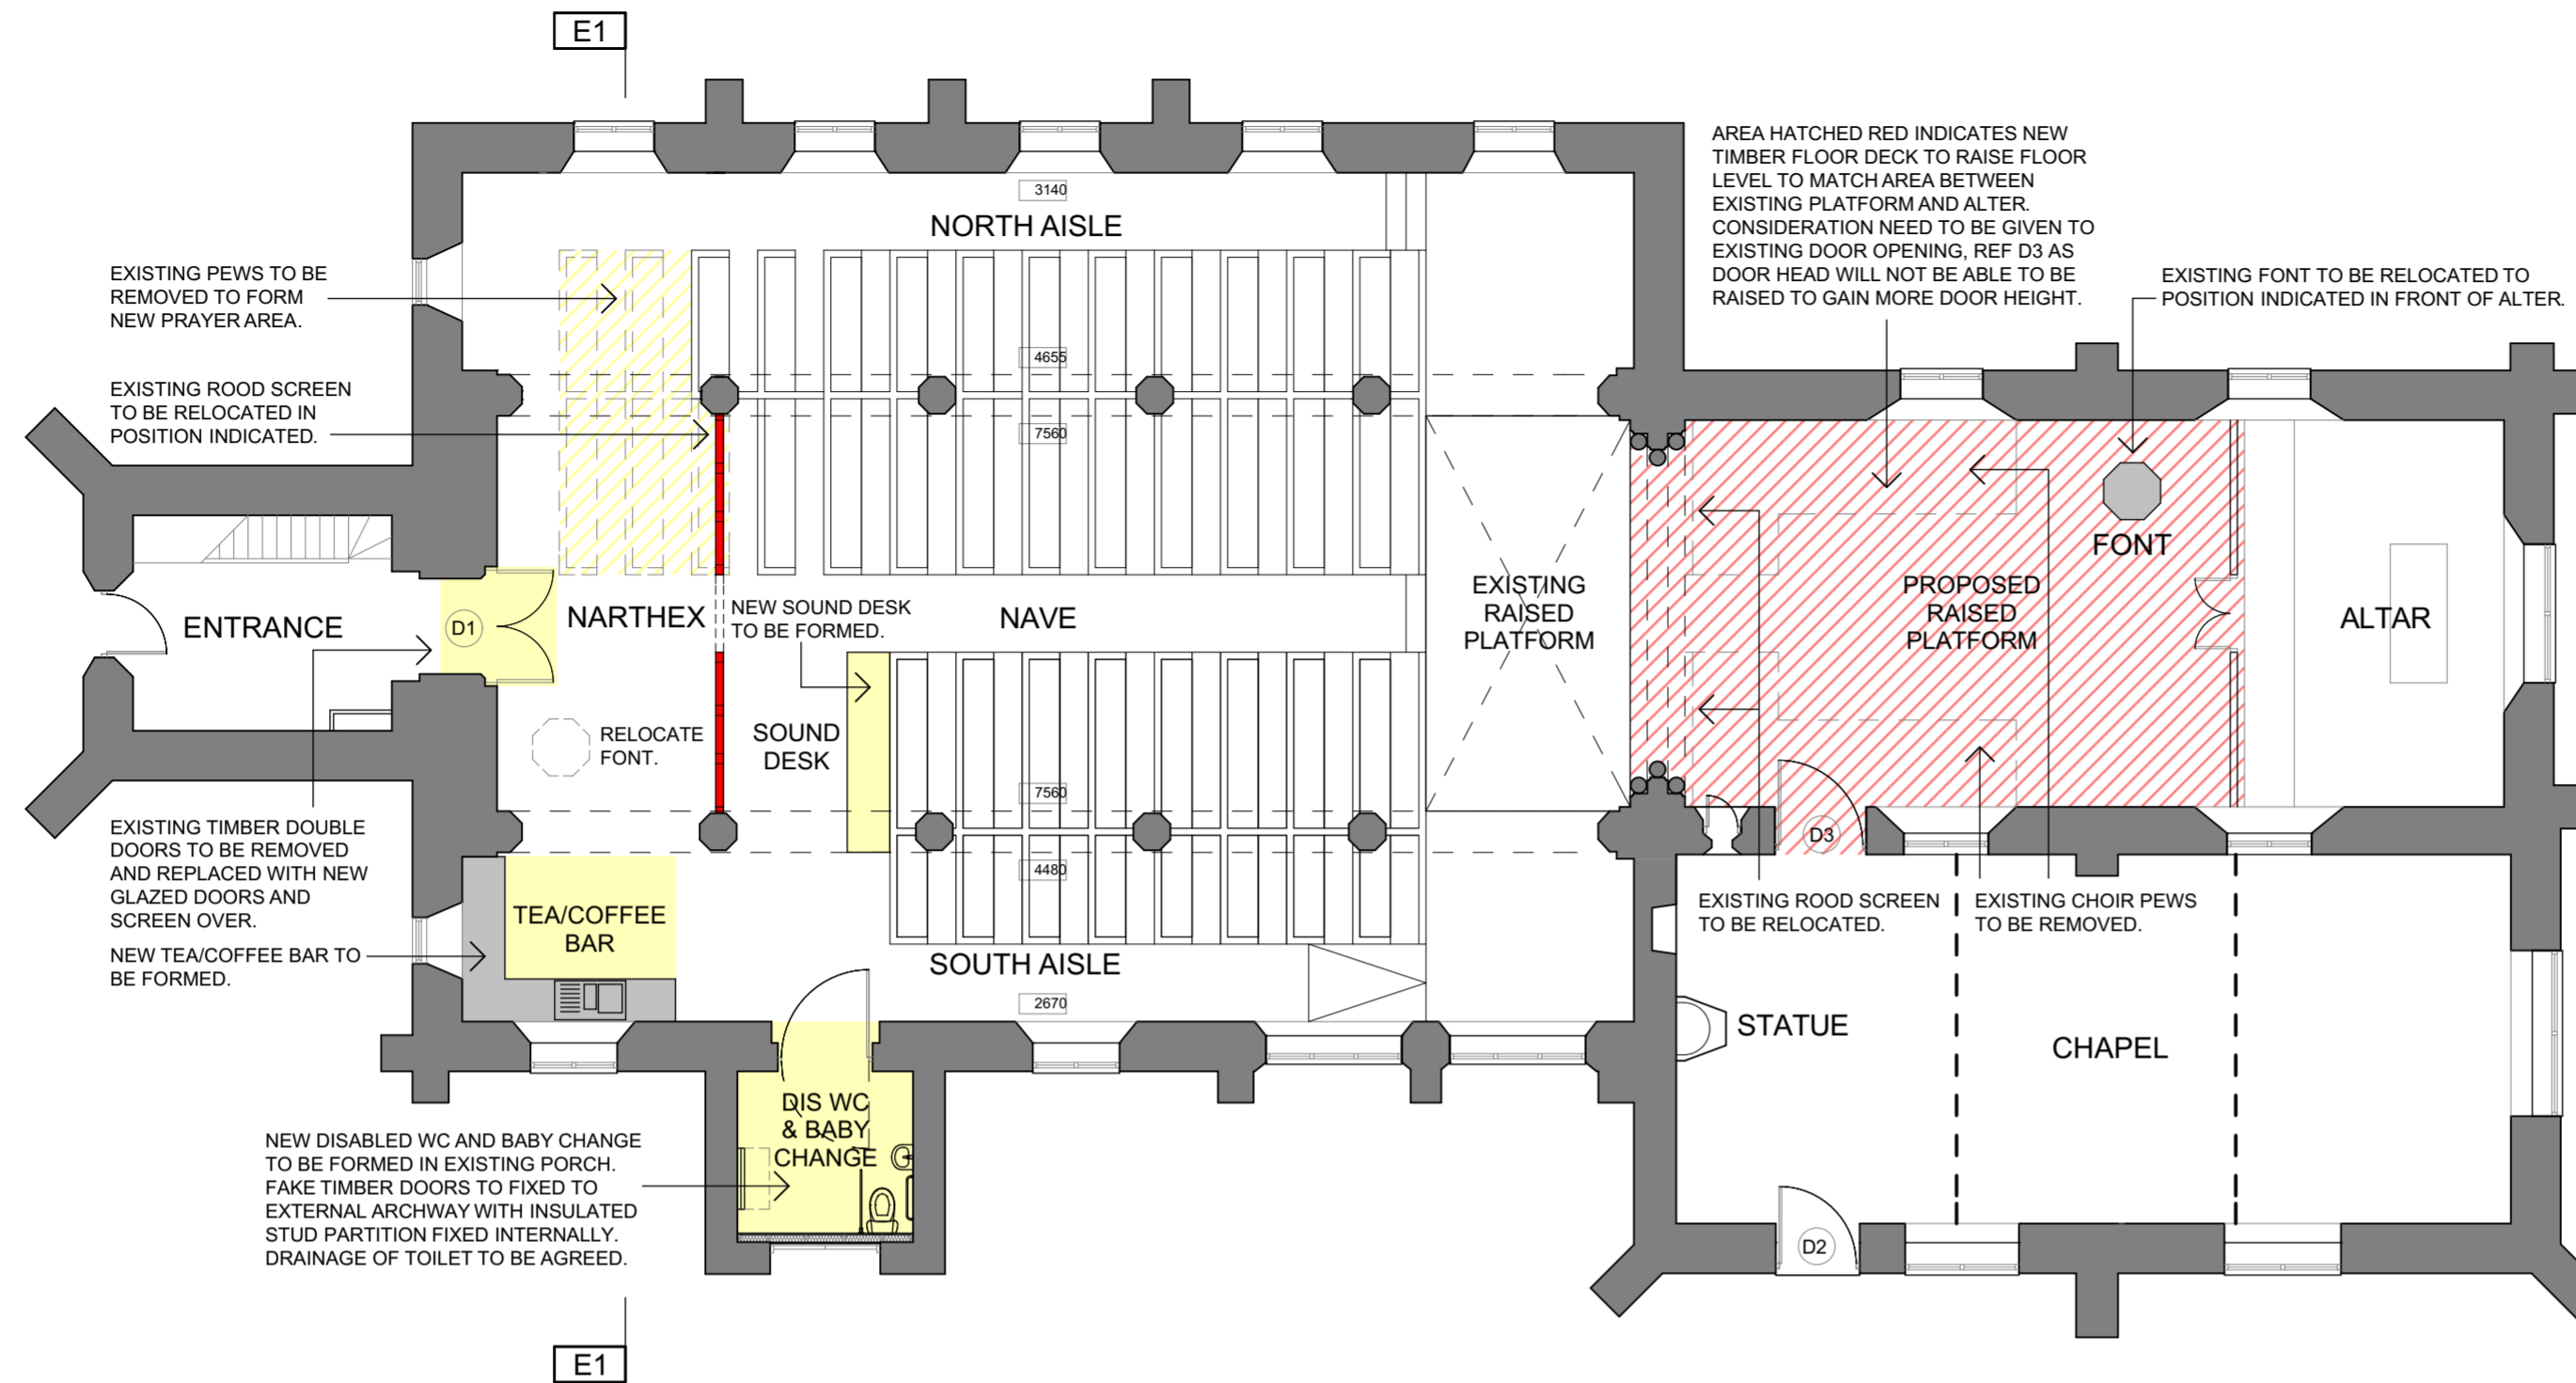 E1
AREA HATCHED RED INDICATES NEW
TIMBER FLOOR DECK TO RAISE FLOOR
LEVEL TO MATCH AREA BETWEEN
EXISTING PLATFORM AND ALTER.
CONSIDERATION NEED TO BE GIVEN TO
EXISTING DOOR OPENING, REF D3 AS
DOOR HEAD WILL NOT BE ABLE TO BE
RAISED TO GAIN MORE DOOR HEIGHT.
EXISTING FONT TO BE RELOCATED TO
POSITION INDICATED IN FRONT OF ALTER.
3140
NORTH AISLE
EXISTING PEWS TO BE
REMOVED TO FORM
NEW PRAYER AREA.
4655
EXISTING ROOD SCREEN
TO BE RELOCATED IN
POSITION INDICATED.
7560
FONT
ENTRANCE
D1
NARTHEX
NEW SOUND DESK
TO BE FORMED.
NAVE
EXISTING
RAISED
PLATFORM
PROPOSED
RAISED
PLATFORM
ALTAR
RELOCATE
FONT.
SOUND
DESK
7560
EXISTING TIMBER DOUBLE
DOORS TO BE REMOVED
AND REPLACED WITH NEW
GLAZED DOORS AND
SCREEN OVER.
D3
4480
TEA/COFFEE
BAR
EXISTING ROOD SCREEN
TO BE RELOCATED.
EXISTING CHOIR PEWS
TO BE REMOVED.
NEW TEA/COFFEE BAR TO
BE FORMED.
SOUTH AISLE
2670
STATUE
CHAPEL
DIS WC
& BABY
CHANGE
NEW DISABLED WC AND BABY CHANGE
TO BE FORMED IN EXISTING PORCH.
FAKE TIMBER DOORS TO FIXED TO
EXTERNAL ARCHWAY WITH INSULATED
STUD PARTITION FIXED INTERNALLY.
DRAINAGE OF TOILET TO BE AGREED.
D2
E1